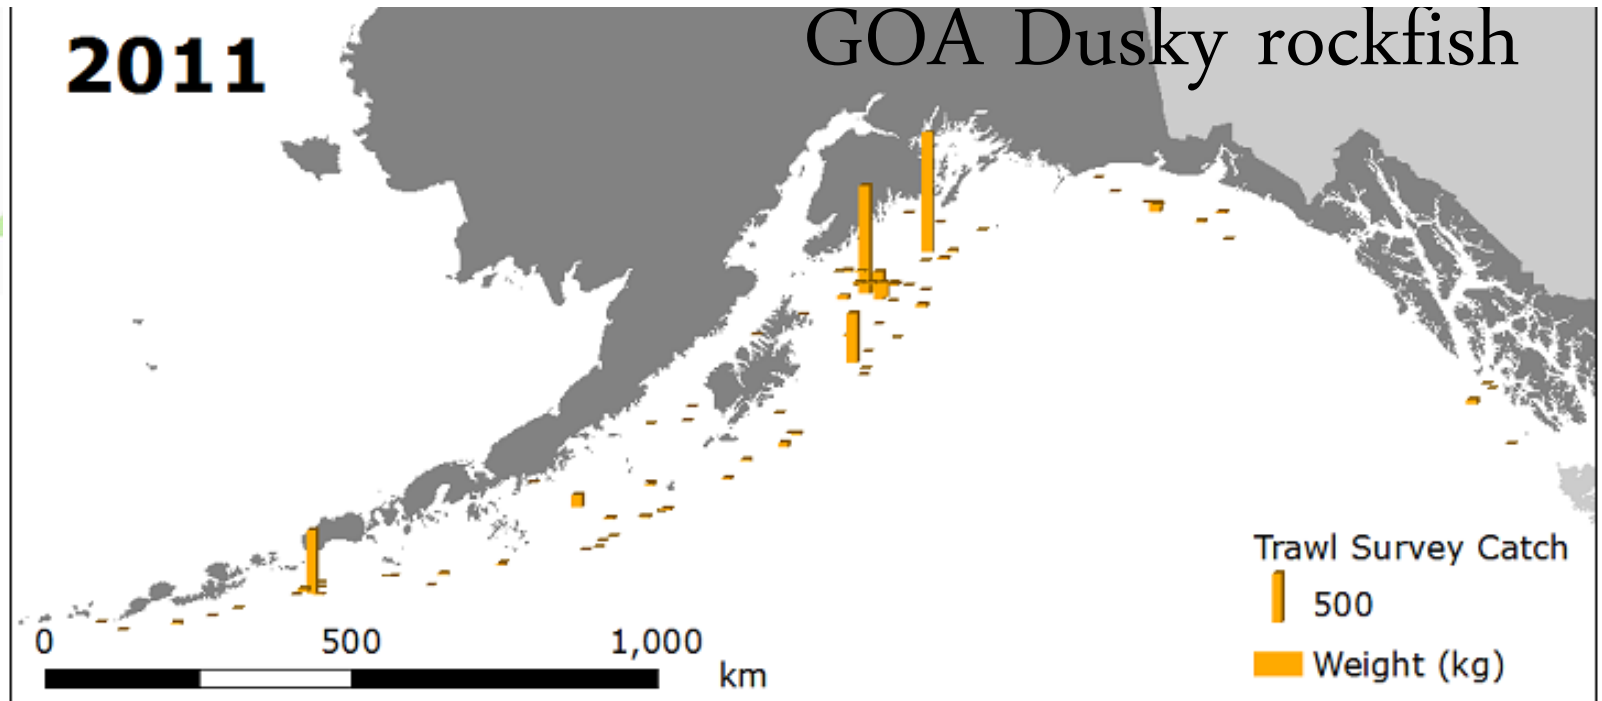 GOA Dusky rockfish
2011
Trawl Survey Catch
500
Weight (kg)
0 500 1,000
km